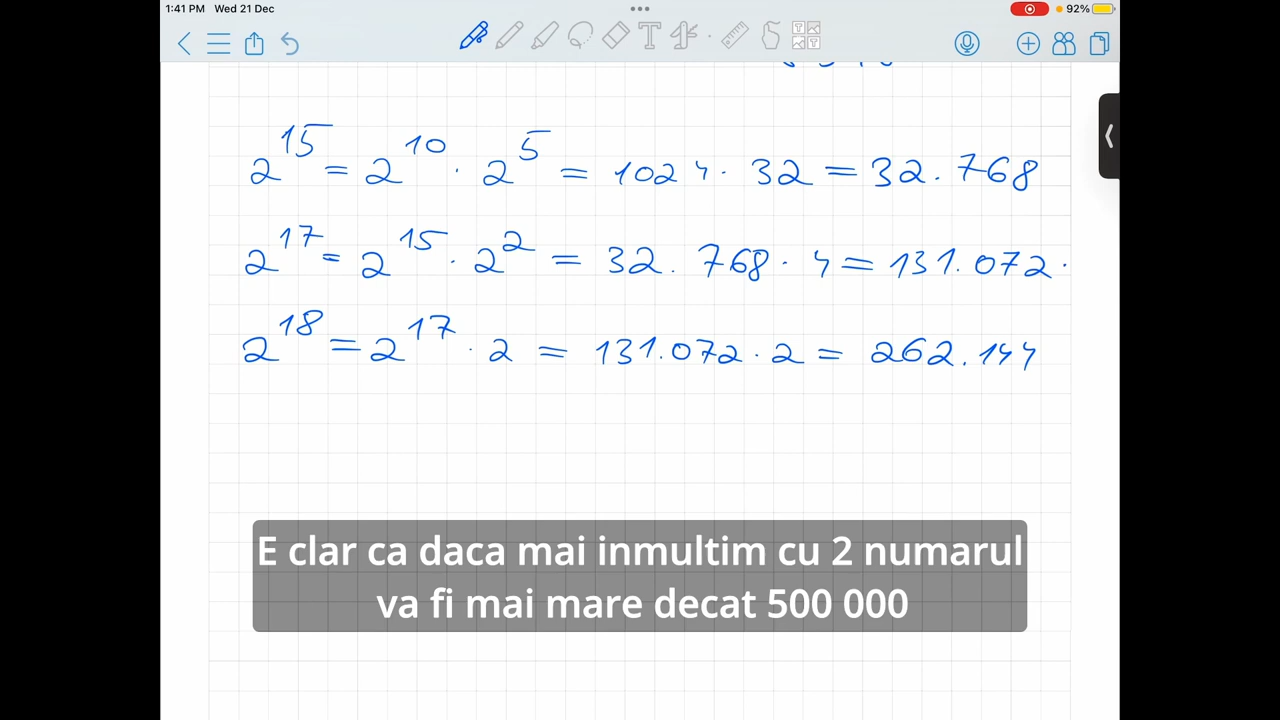 1:41 PM Wed 21 Dec
92%
2^15 = 2^10 · 2^5 = 1024 · 32 = 32.768
2^17 = 2^15 · 2^2 = 32.768 · 4 = 131.072 ·
2^18 = 2^17 · 2 = 131.072 · 2 = 262.144
E clar ca daca mai inmultim cu 2 numarul
va fi mai mare decat 500 000